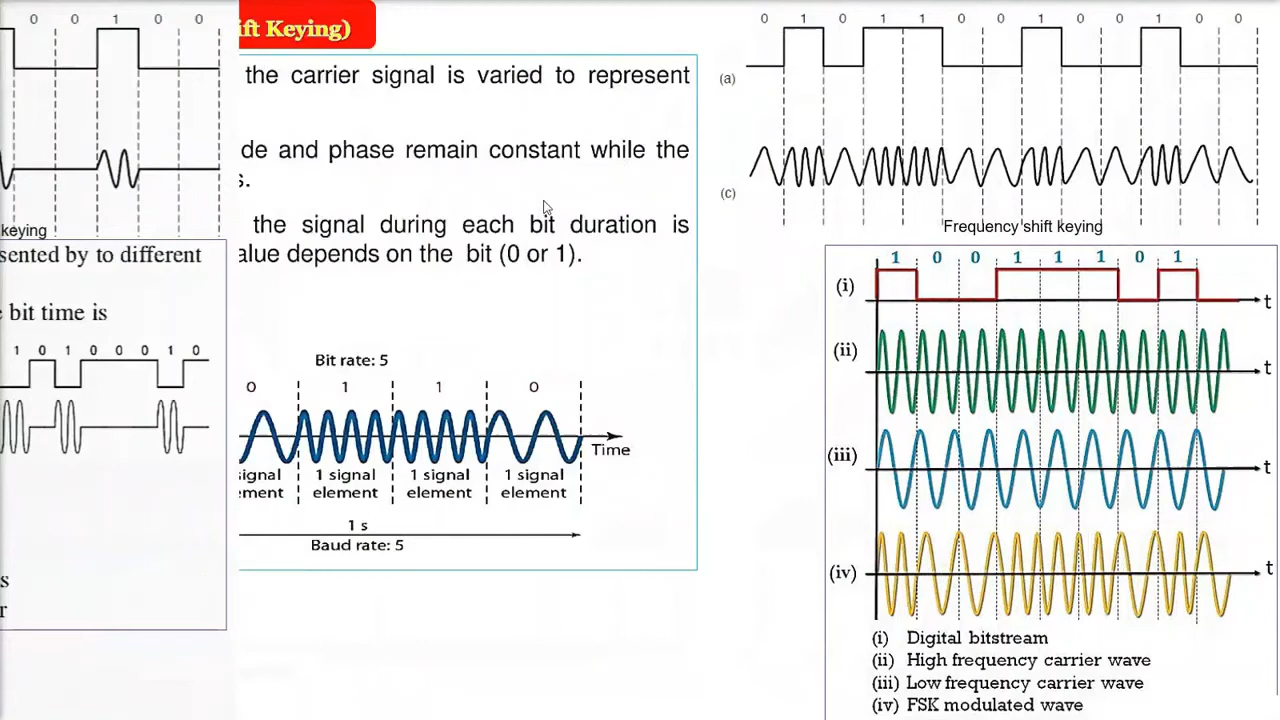 0 0 1 0 0
keying
sented by to different
bit time is
1 0 1 0 0 0 1 0
s
r
ift Keying)
the carrier signal is varied to represent
de and phase remain constant while the
s.
the signal during each bit duration is
alue depends on the bit (0 or 1).
Bit rate: 5
0 1 1 0
Time
signal 1 signal 1 signal 1 signal
ement element element element
1 s
Baud rate: 5
0 1 0 1 1 0 0 1 0 0 1 0 0
(a)
(c)
Frequency shift keying
1 0 0 1 1 1 0 1
(i) t
(ii) t
(iii) t
(iv) t
(i) Digital bitstream
(ii) High frequency carrier wave
(iii) Low frequency carrier wave
(iv) FSK modulated wave